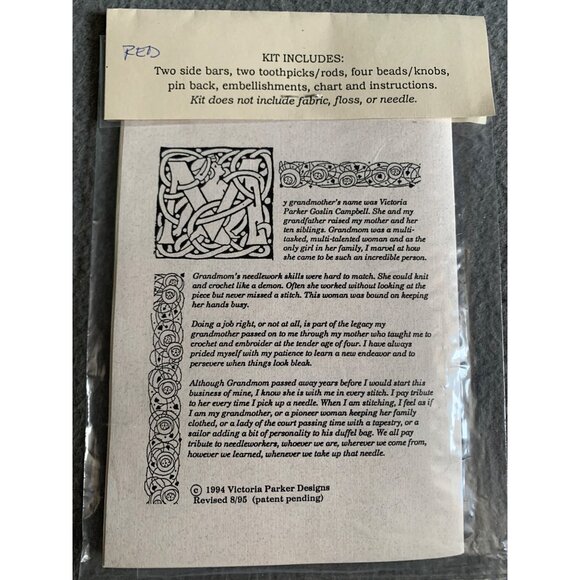 RED
KIT INCLUDES:
Two side bars, two toothpicks/rods, four beads/knobs,
pin back, embellishments, chart and instructions.
Kit does not include fabric, floss, or needle.
M
y grandmother's name was Victoria
Parker Goslin Campbell. She and my
grandfather raised my mother and her
ten siblings. Grandmom was a multi-
tasked, multi-talented woman and as the
only girl in her family, I marvel at how
she came to be such an incredible person.
Grandmom's needlework skills were hard to match. She could knit
and crochet like a demon. Often she worked without looking at the
piece but never missed a stitch. This woman was bound on keeping
her hands busy.
Doing a job right, or not at all, is part of the legacy my
grandmother passed on to me through my mother who taught me to
crochet and embroider at the tender age of four. I have always
prided myself with my patience to learn a new endeavor and to
persevere when things look bleak.
Although Grandmom passed away years before I would start this
business of mine, I know she is with me in every stitch. I pay tribute
to her every time I pick up a needle. When I am stitching, I feel as if
I am my grandmother, or a pioneer woman keeping her family
clothed, or a lady of the court passing time with a tapestry, or a
sailor adding a bit of personality to his duffel bag. We all pay
tribute to needleworkers, whoever we are, wherever we come from,
however we learned, whenever we take up that needle.
© 1994 Victoria Parker Designs
Revised 8/95 (patent pending)